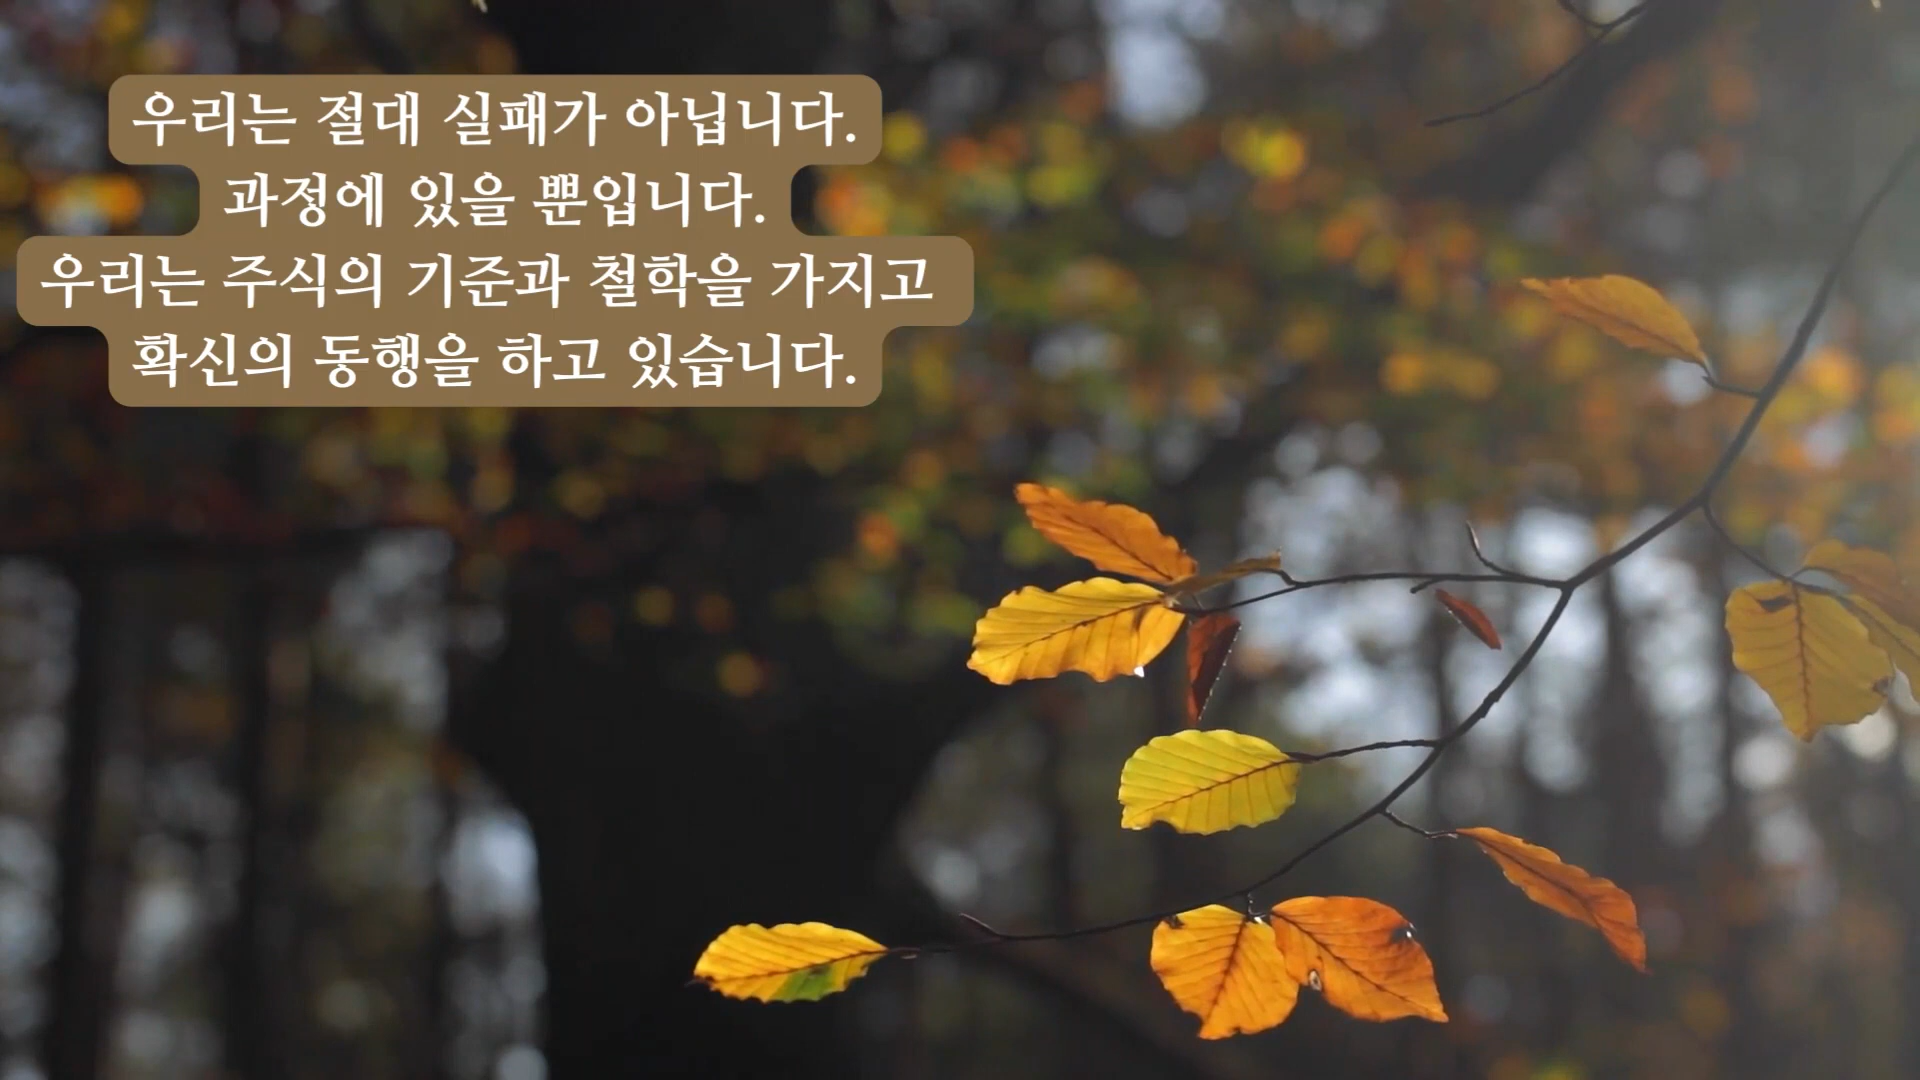 우리는 절대 실패가 아닙니다.
과정에 있을 뿐입니다.
우리는 주식의 기준과 철학을 가지고
확신의 동행을 하고 있습니다.